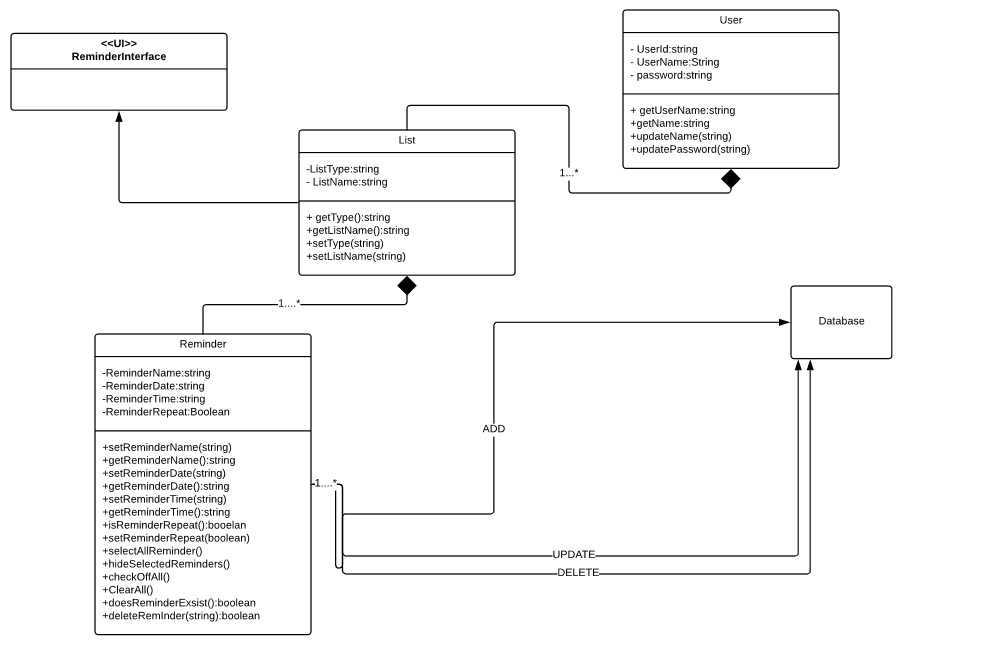 <<UI>>
ReminderInterface
User
- UserId:string
- UserName:String
- password:string
+ getUserName:string
+getName:string
+updateName(string)
+updatePassword(string)
List
-ListType:string
- ListName:string
+ getType():string
+getListName():string
+setType(string)
+setListName(string)
1...*
1....*
Reminder
-ReminderName:string
-ReminderDate:string
-ReminderTime:string
-ReminderRepeat:Boolean
+setReminderName(string)
+getReminderName():string
+setReminderDate(string)
+getReminderDate():string
+setReminderTime(string)
+getReminderTime():string
+isReminderRepeat():booelan
+setReminderRepeat(boolean)
+selectAllReminder()
+hideSelectedReminders()
+checkOffAll()
+ClearAll()
+doesReminderExsist():boolean
+deleteRemInder(string):boolean
1....*
Database
ADD
UPDATE
DELETE